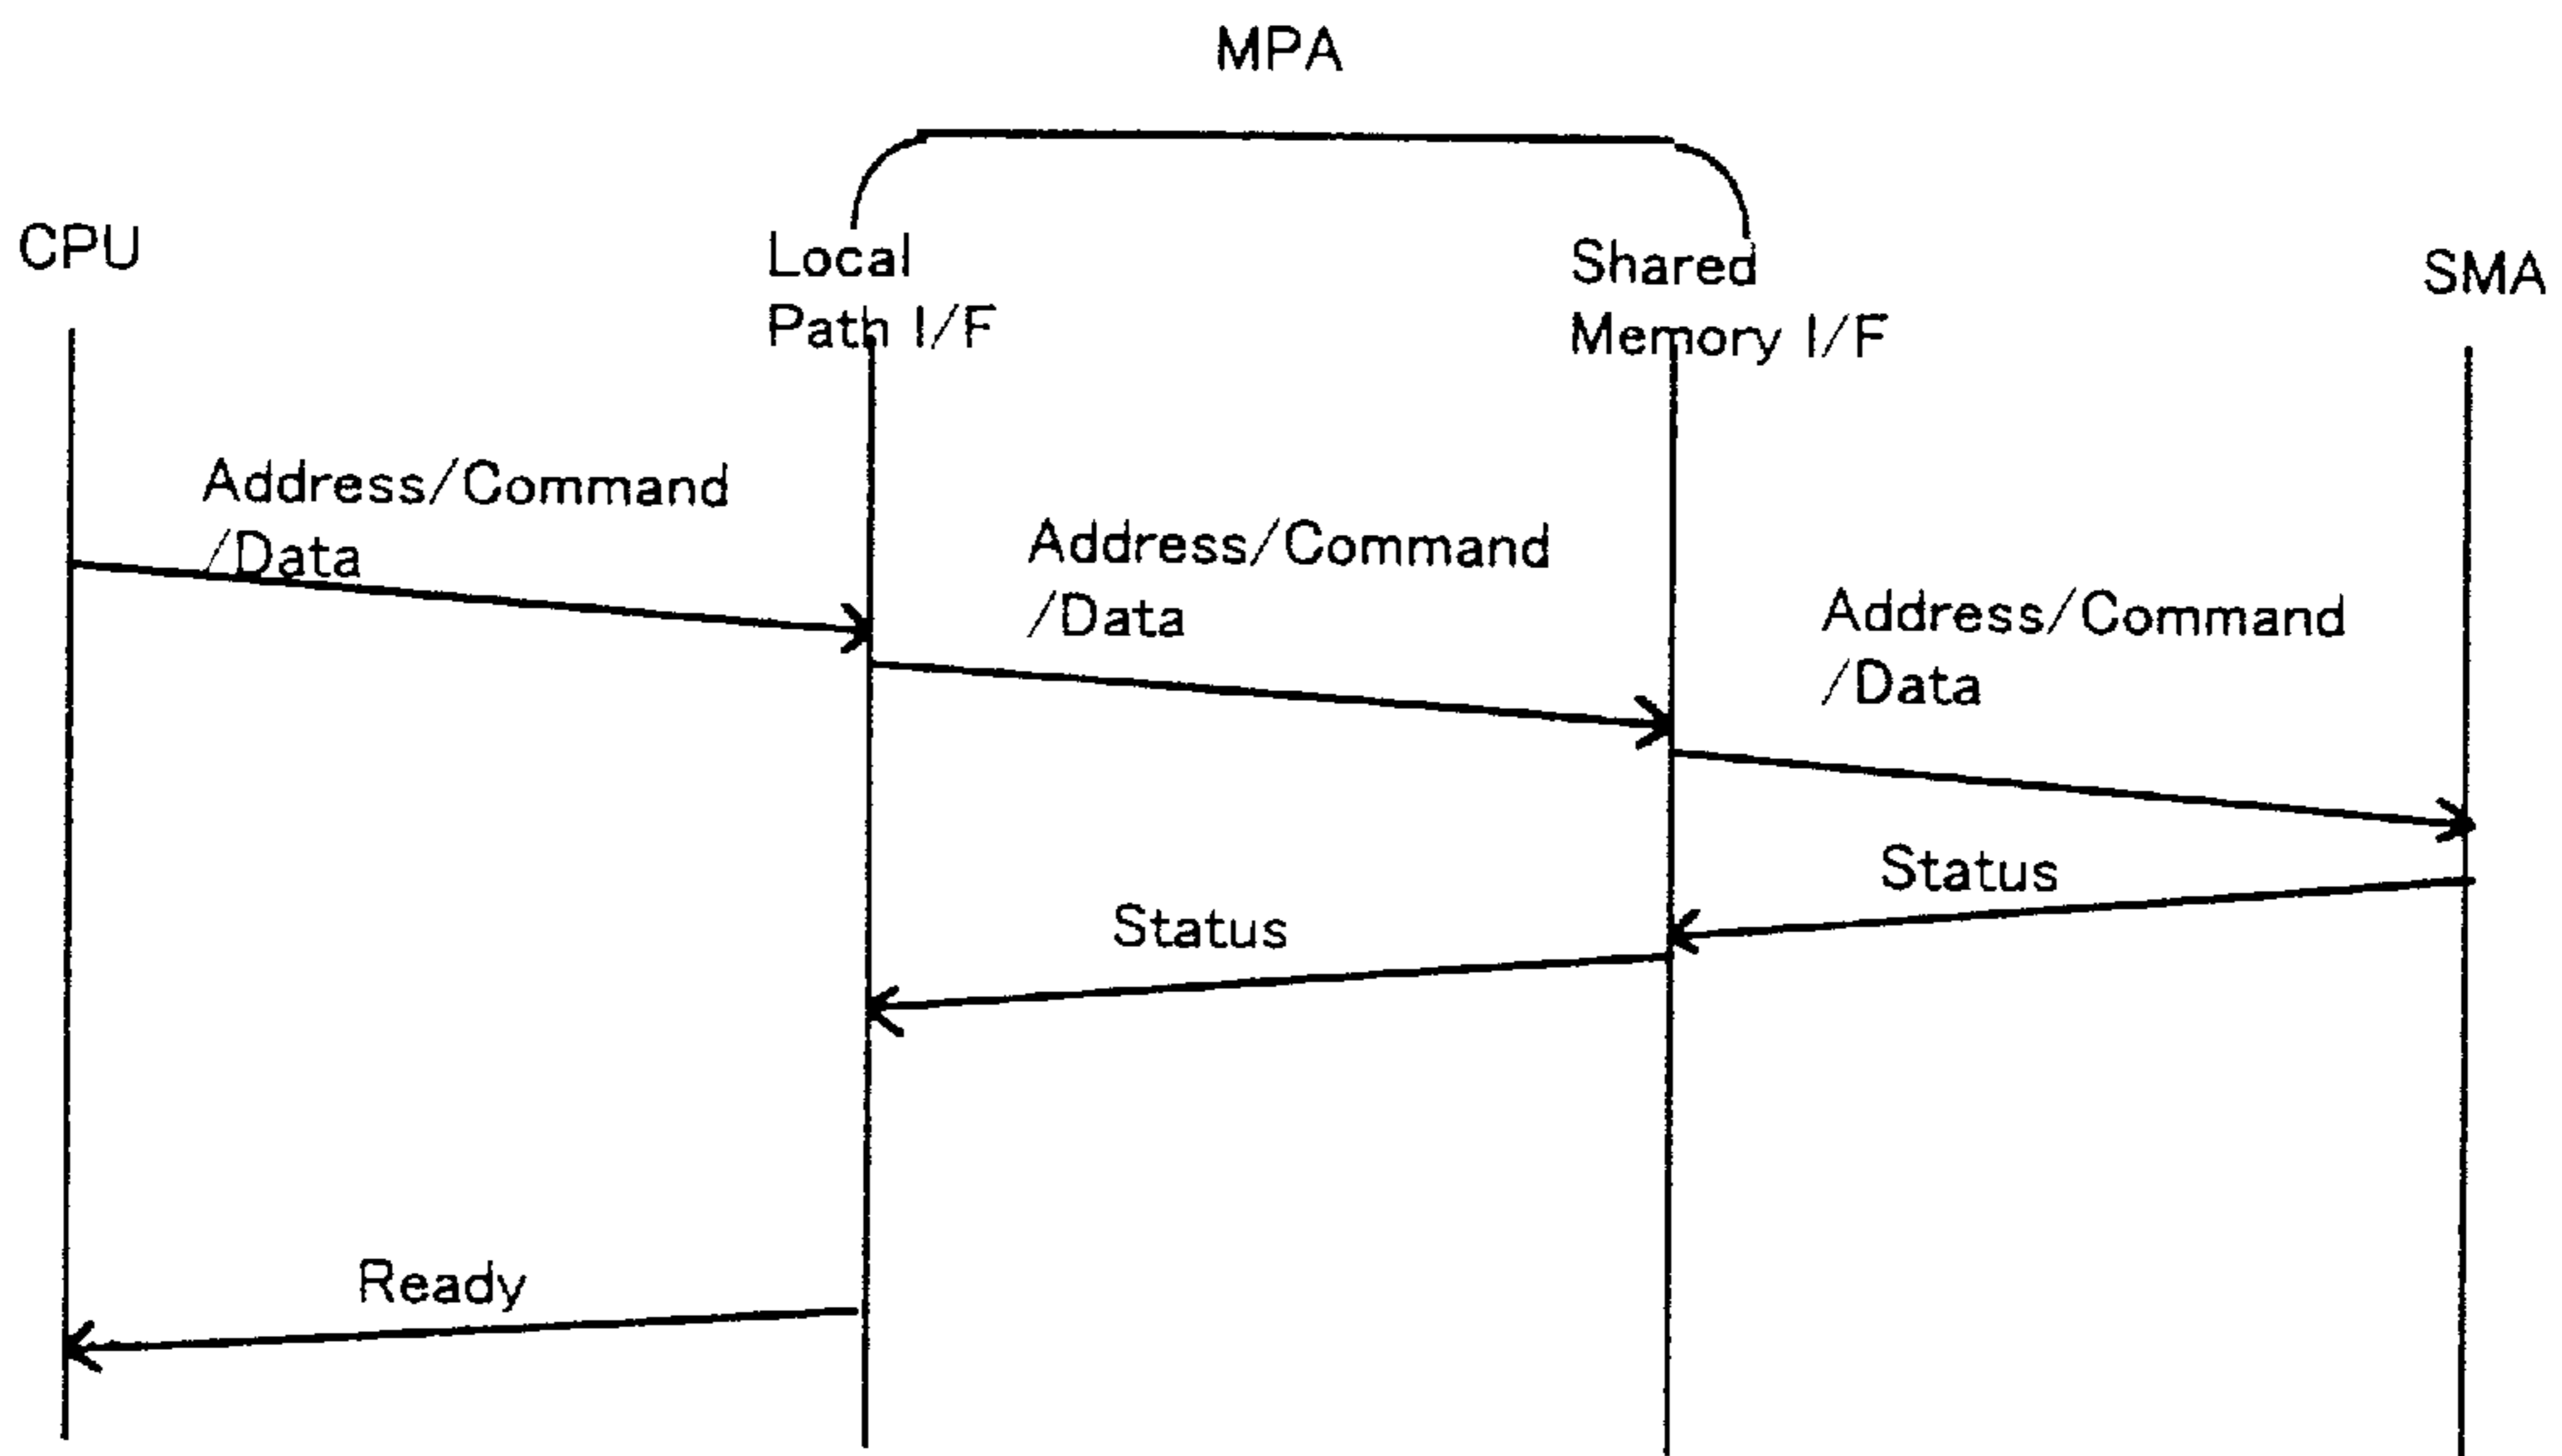 MPA
CPU
Local
Path I/F
Shared
Memory I/F
SMA
Address/Command
/Data
Address/Command
/Data
Address/Command
/Data
Status
Status
Ready